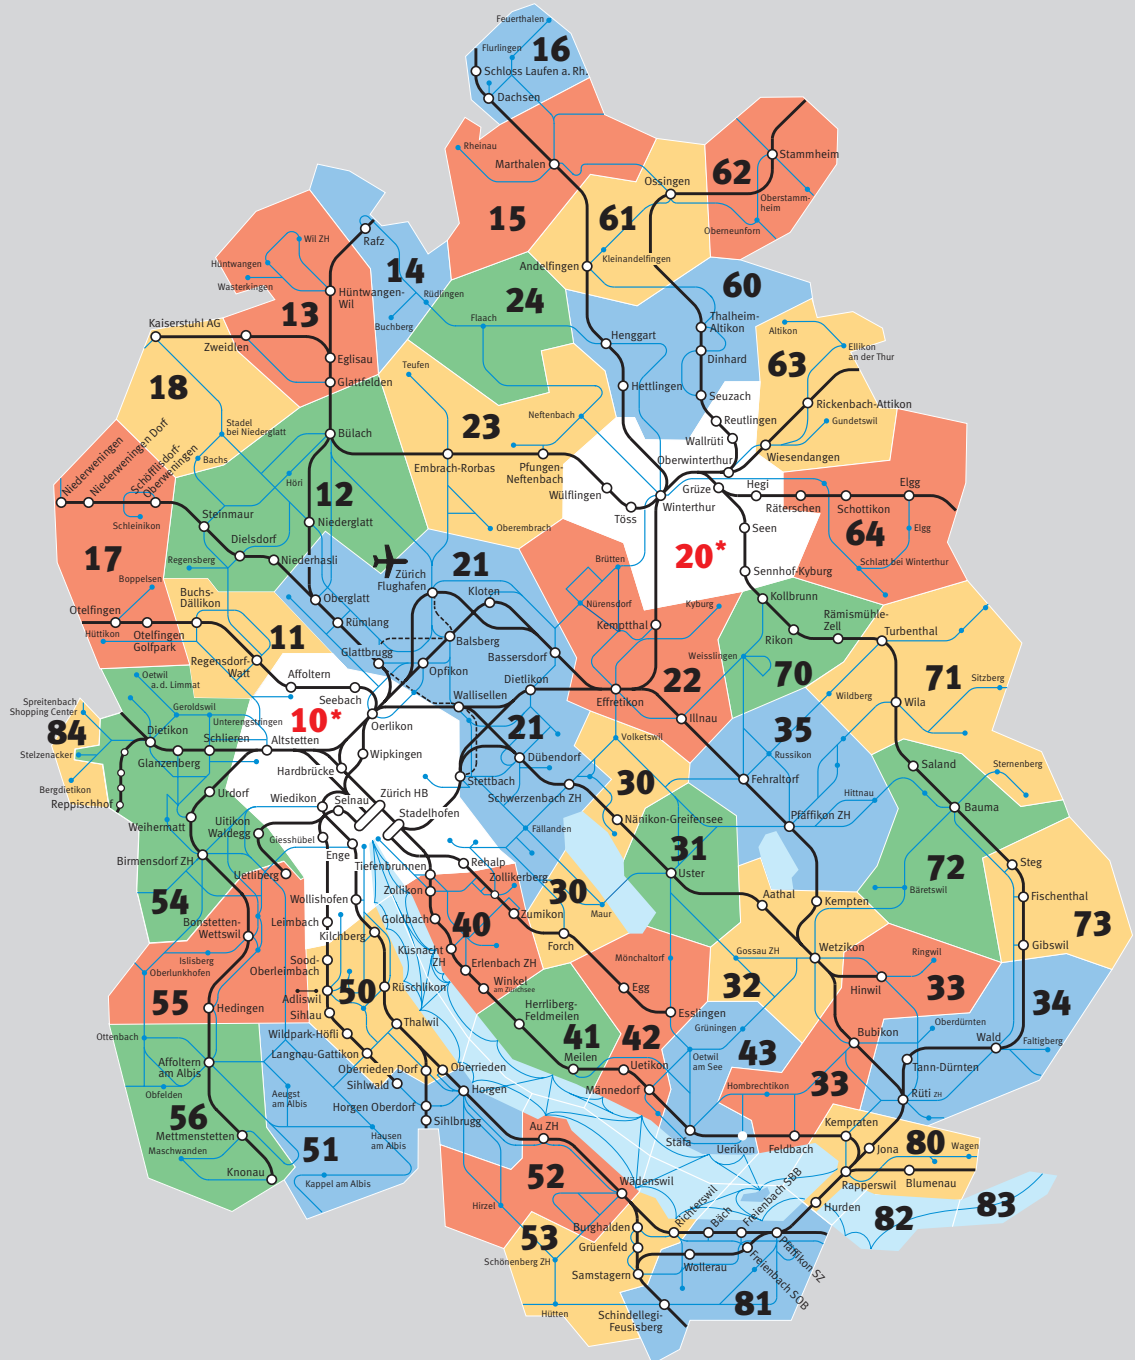 Feuerthalen
Flurlingen
16
Schloss Laufen a. Rh.
Dachsen
Rheinau
Marthalen
15
Ossingen
62
Stammheim
Oberstamm-
heim
Oberneunforn
61
Kleinandelfingen
Andelfingen
Wil ZH
Rafz
14
Hüntwangen
Wasterkingen
Hüntwangen-
Wil
Rüdlingen
Buchberg
13
24
Flaach
60
Thalheim-
Altikon
Kaiserstuhl AG
Zweidlen
Eglisau
Glattfelden
Henggart
Dinhard
Altikon
Ellikon
an der Thur
63
18
Teufen
Hettlingen
Seuzach
Rickenbach-Attikon
Gundetswil
Stadel
bei Niederglatt
Bachs
Bülach
23
Neftenbach
Reutlingen
Wallrüti
Oberwinterthur
Wiesendangen
Niederweningen
Niederweningen Dorf
Schöfflisdorf-
Oberweningen
Schleinikon
Embrach-Rorbas
Pfungen-
Neftenbach
Wülflingen
Töss
Winterthur
Grüze
Hegi
Räterschen
Schottikon
Elgg
Höri
12
Niederglatt
Steinmaur
Dielsdorf
Niederhasli
Oberembrach
Seen
64
Elgg
Schlatt bei Winterthur
17
Regensberg
Boppelsen
Zürich
Flughafen
21
Kloten
Brütten
20*
Sennhof-Kyburg
Otelfingen
Hüttikon
Otelfingen
Golfpark
Buchs-
Dällikon
Oberglatt
Rümlang
Nürensdorf
Kyburg
Kollbrunn
Rikon
Rämismühle-
Zell
Turbenthal
11
Regensdorf-
Watt
Glattbrugg
Balsberg
Opfikon
Bassersdorf
Kemptthal
Weisslingen
70
71
Sitzberg
Oetwil
a. d. Limmat
Affoltern
Seebach
Wallisellen
Dietlikon
Effretikon
22
Illnau
Wildberg
Wila
Spreitenbach
Shopping Center
84
Geroldswil
Unterengstringen
10*
Oerlikon
21
35
Stelzenacker
Dietikon
Glanzenberg
Schlieren
Altstetten
Wipkingen
Volketswil
Russikon
Saland
Sternenberg
Bergdietikon
Reppischhof
Urdorf
Hardbrücke
Dübendorf
Stettbach
Schwerzenbach ZH
30
Fehraltorf
Hittnau
Bauma
Weihermatt
Uitikon
Waldegg
Wiedikon
Selnau
Zürich HB
Stadelhofen
Giesshübel
Enge
Fällanden
Nänikon-Greifensee
Pfäffikon ZH
Birmensdorf ZH
Uetliberg
Tiefenbrunnen
Rehalp
Zollikerberg
31
Uster
72
Steg
54
Wollishofen
Zollikon
Zumikon
30
Maur
Aathal
Kempten
Bäretswil
Fischenthal
73
Bonstetten-
Wettswil
Leimbach
Kilchberg
Goldbach
40
Küsnacht
ZH
Forch
Mönchaltorf
Gossau ZH
Wetzikon
Ringwil
Gibswil
Islisberg
Oberlunkhofen
Sood-
Oberleimbach
Erlenbach ZH
Winkel
am Zürichsee
Egg
32
Hinwil
33
34
55
Hedingen
Adliswil
50
Rüschlikon
Sihlau
Herrliberg-
Feldmeilen
Esslingen
Grüningen
Oberdürnten
Ottenbach
Wildpark-Höfli
Thalwil
41
42
43
Bubikon
Wald
Faltigberg
Affoltern
am Albis
Langnau-Gattikon
Oberrieden Dorf
Oberrieden
Meilen
Uetikon
Oetwil
am See
Tann-Dürnten
Obfelden
Aeugst
am Albis
Sihlwald
Horgen
Männedorf
Hombrechtikon
33
Rüti ZH
56
Horgen Oberdorf
Sihlbrugg
Au ZH
Stäfa
Uerikon
Feldbach
Kempraten
80
Wagen
Mettmenstetten
Maschwanden
Hausen
am Albis
51
Jona
Knonau
Kappel am Albis
52
Wädenswil
Rapperswil
Blumenau
Hirzel
Richterswil
Bäch
Freienbach SBB
Hurden
82
83
53
Burghalden
Schönenberg ZH
Grüenfeld
Samstagern
Wollerau
Pfäffikon SZ
Freienbach SOB
Hütten
81
Schindellegi-
Feusisberg